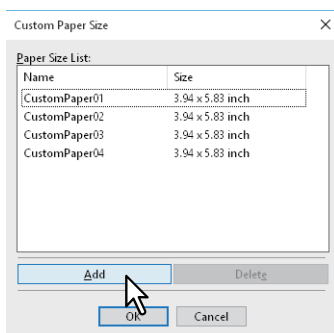 Custom Paper Size
Paper Size List:
Name Size
CustomPaper01 3.94 x 5.83 inch
CustomPaper02 3.94 x 5.83 inch
CustomPaper03 3.94 x 5.83 inch
CustomPaper04 3.94 x 5.83 inch
Add Delete
OK Cancel